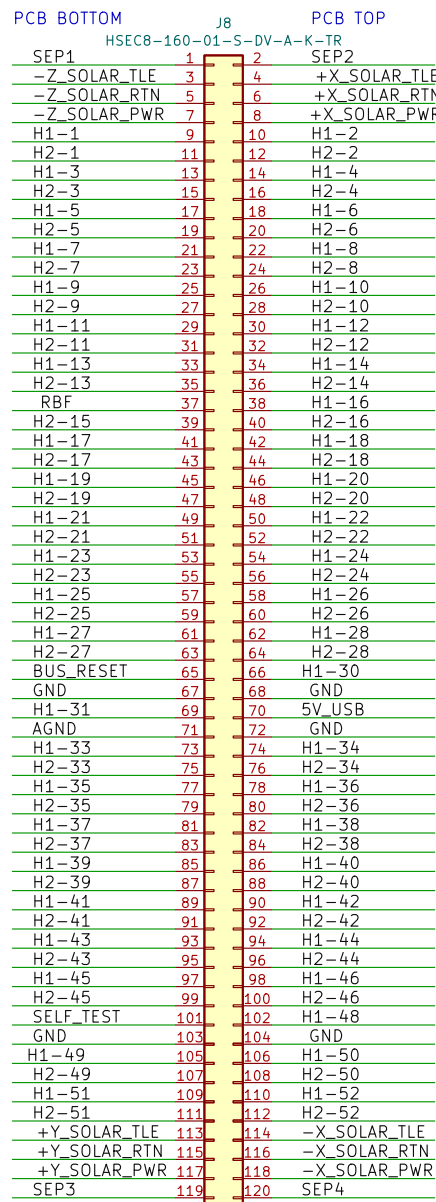 PCB BOTTOM PCB TOP
J8
HSEC8-160-01-S-DV-A-K-TR
SEP1 1 2 SEP2
-Z_SOLAR_TLE 3 4 +X_SOLAR_TLE
-Z_SOLAR_RTN 5 6 +X_SOLAR_RTN
-Z_SOLAR_PWR 7 8 +X_SOLAR_PWR
H1-1 9 10 H1-2
H2-1 11 12 H2-2
H1-3 13 14 H1-4
H2-3 15 16 H2-4
H1-5 17 18 H1-6
H2-5 19 20 H2-6
H1-7 21 22 H1-8
H2-7 23 24 H2-8
H1-9 25 26 H1-10
H2-9 27 28 H2-10
H1-11 29 30 H1-12
H2-11 31 32 H2-12
H1-13 33 34 H1-14
H2-13 35 36 H2-14
RBF 37 38 H1-16
H2-15 39 40 H2-16
H1-17 41 42 H1-18
H2-17 43 44 H2-18
H1-19 45 46 H1-20
H2-19 47 48 H2-20
H1-21 49 50 H1-22
H2-21 51 52 H2-22
H1-23 53 54 H1-24
H2-23 55 56 H2-24
H1-25 57 58 H1-26
H2-25 59 60 H2-26
H1-27 61 62 H1-28
H2-27 63 64 H2-28
BUS_RESET 65 66 H1-30
GND 67 68 GND
H1-31 69 70 5V_USB
AGND 71 72 GND
H1-33 73 74 H1-34
H2-33 75 76 H2-34
H1-35 77 78 H1-36
H2-35 79 80 H2-36
H1-37 81 82 H1-38
H2-37 83 84 H2-38
H1-39 85 86 H1-40
H2-39 87 88 H2-40
H1-41 89 90 H1-42
H2-41 91 92 H2-42
H1-43 93 94 H1-44
H2-43 95 96 H2-44
H1-45 97 98 H1-46
H2-45 99 100 H2-46
SELF_TEST 101 102 H1-48
GND 103 104 GND
H1-49 105 106 H1-50
H2-49 107 108 H2-50
H1-51 109 110 H1-52
H2-51 111 112 H2-52
+Y_SOLAR_TLE 113 114 -X_SOLAR_TLE
+Y_SOLAR_RTN 115 116 -X_SOLAR_RTN
+Y_SOLAR_PWR 117 118 -X_SOLAR_PWR
SEP3 119 120 SEP4